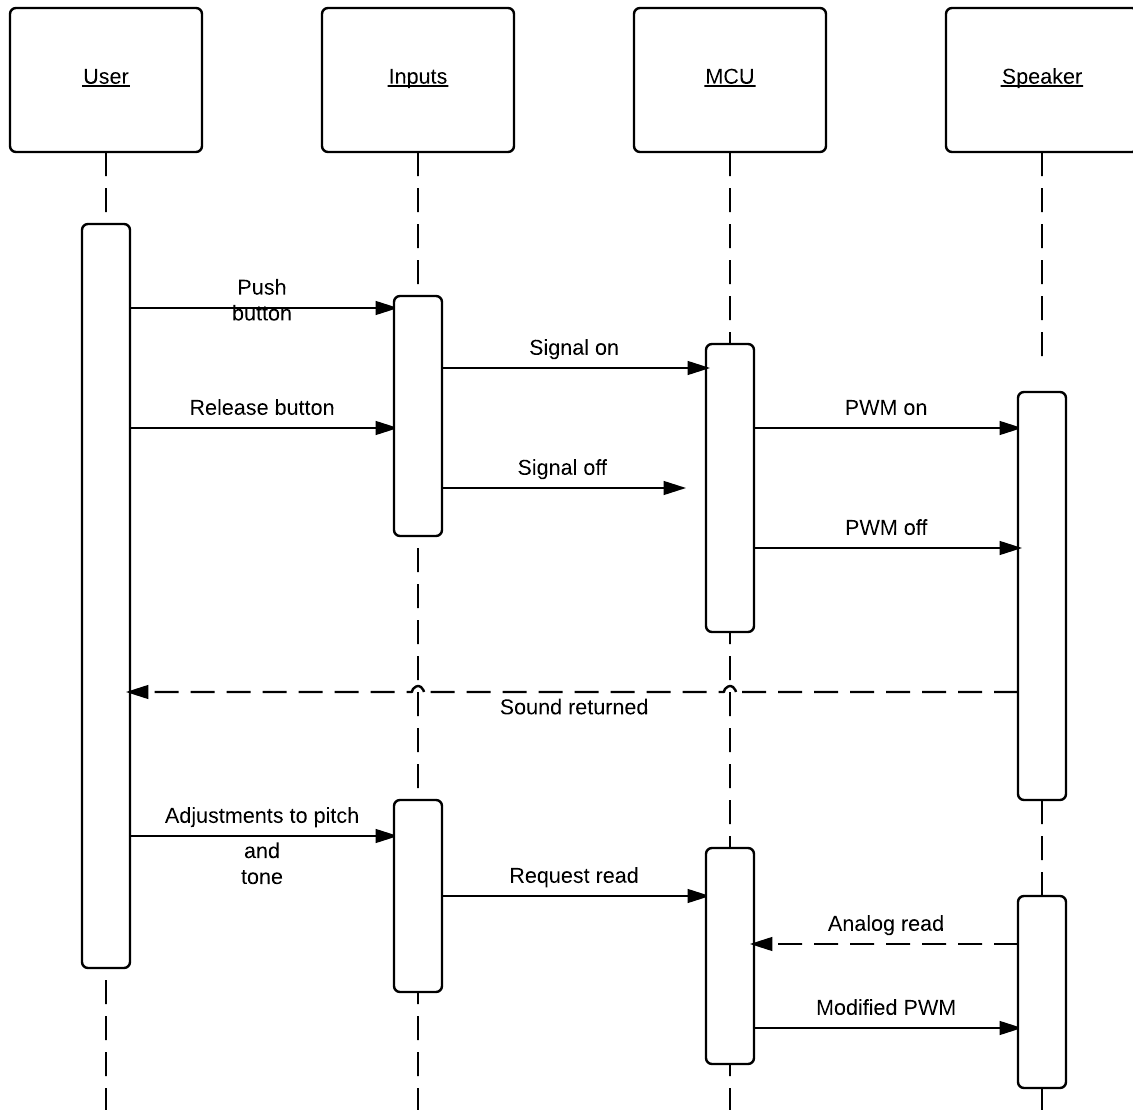 User
Inputs
MCU
Speaker
Push
button
Signal on
Release button
PWM on
Signal off
PWM off
Sound returned
Adjustments to pitch
and
tone
Request read
Analog read
Modified PWM